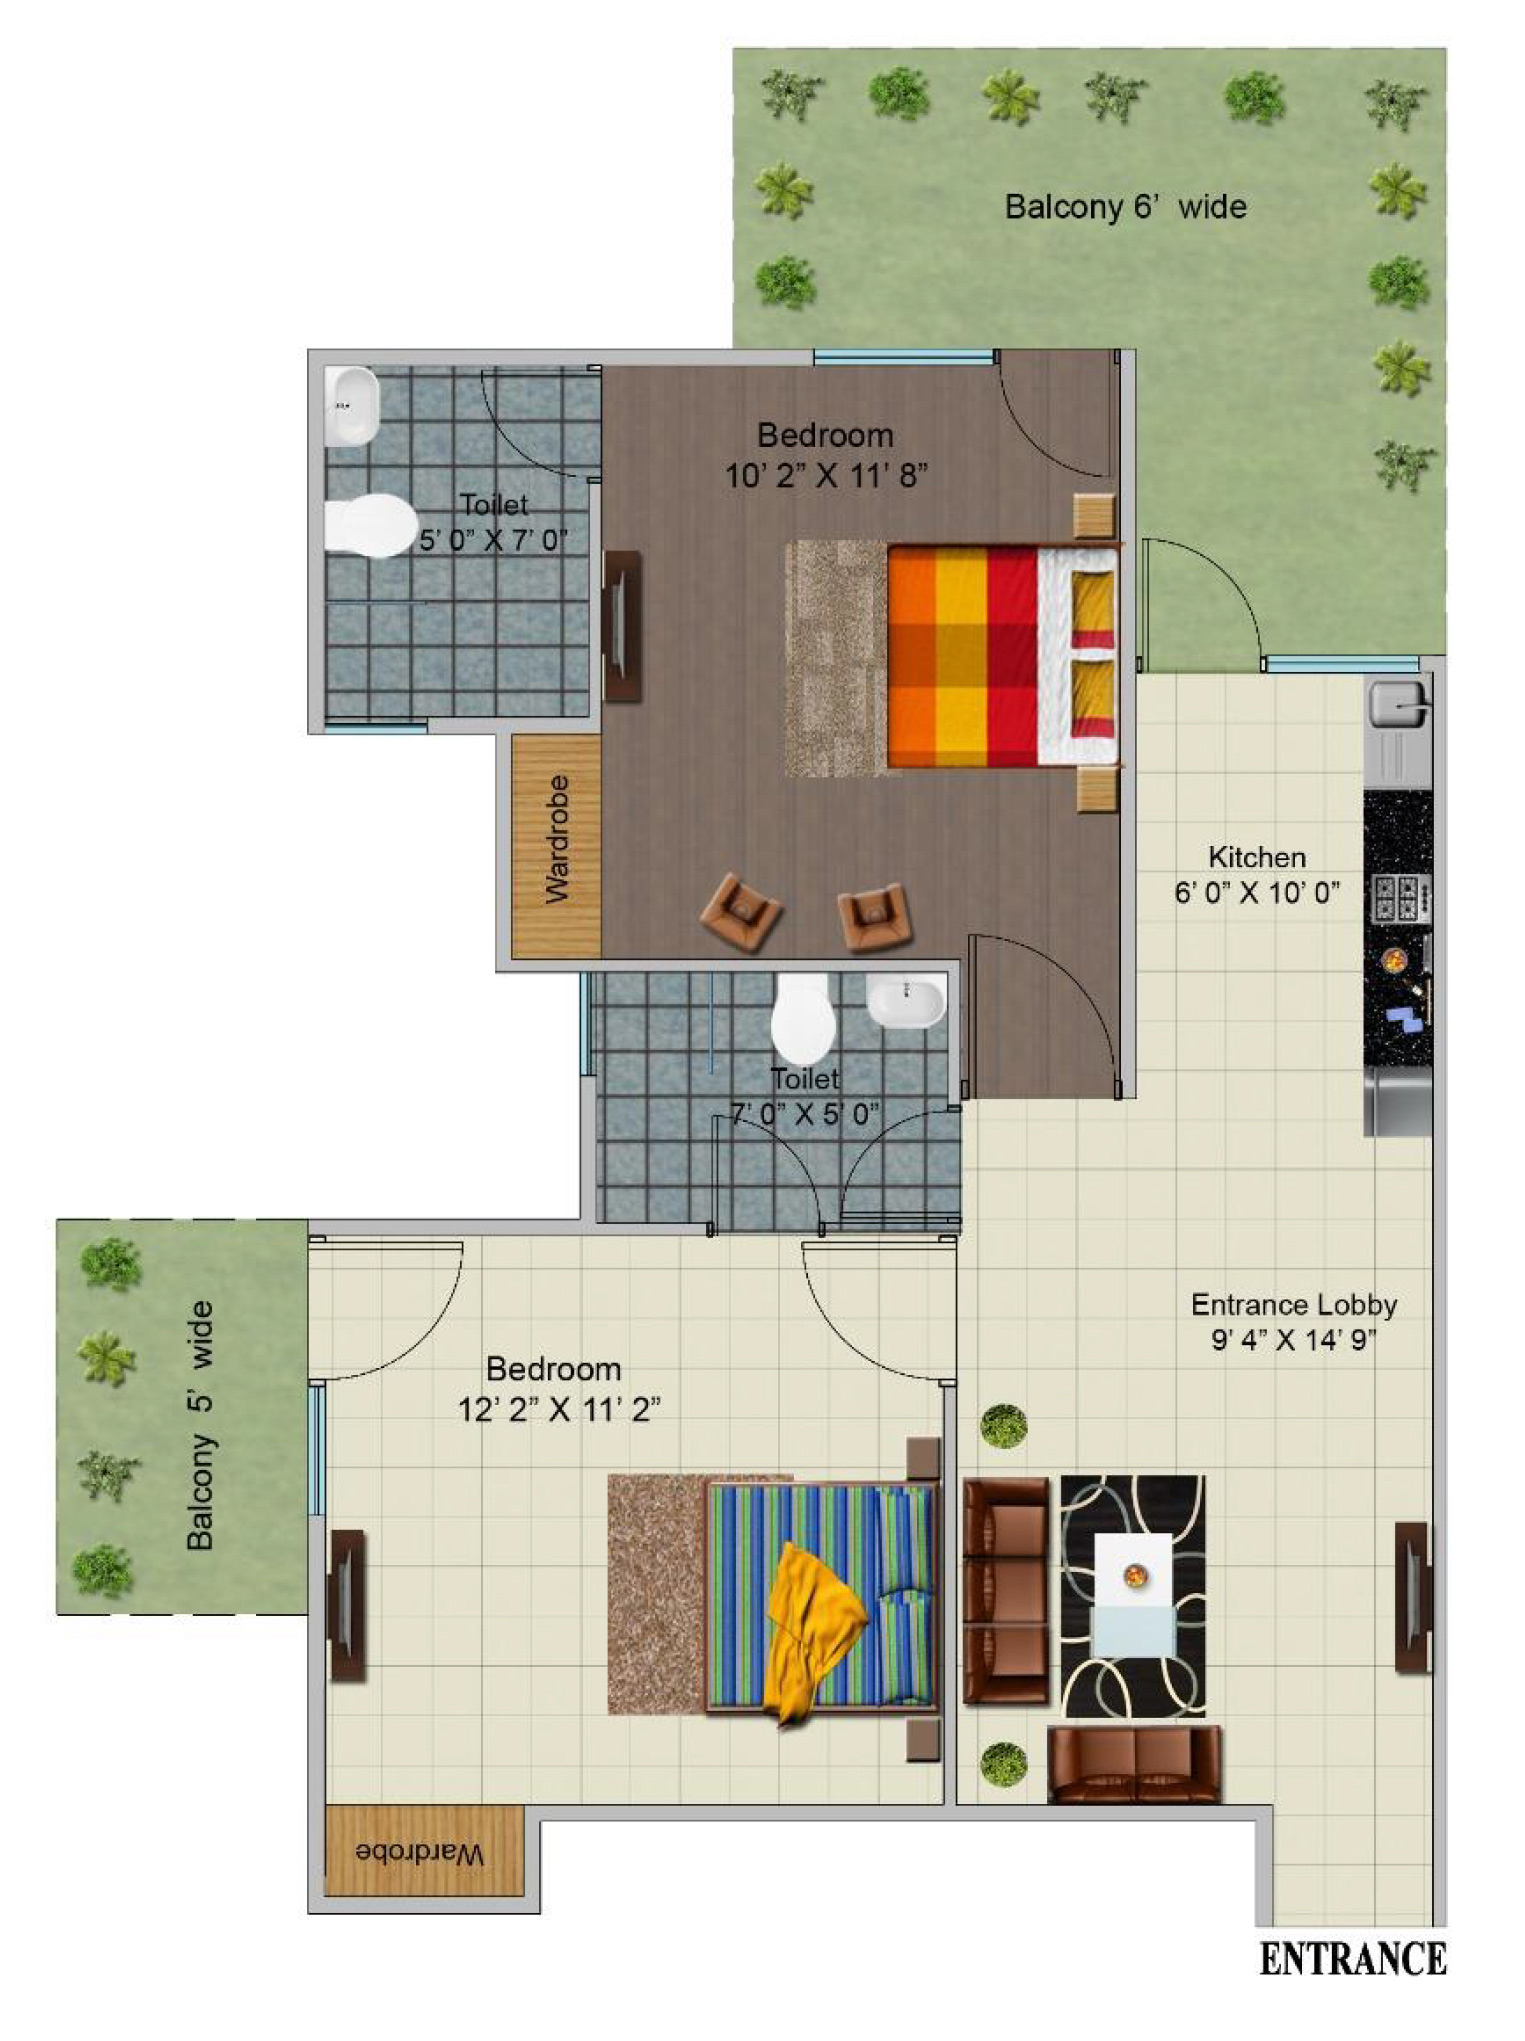 Balcony 6’ wide
Bedroom
10’ 2” X 11’ 8”
Toilet
5’ 0” X 7’ 0”
Wardrobe
Kitchen
6’ 0” X 10’ 0”
Toilet
7’ 0” X 5’ 0”
Entrance Lobby
9’ 4” X 14’ 9”
Balcony 5’ wide
Bedroom
12’ 2” X 11’ 2”
Wardrobe
ENTRANCE